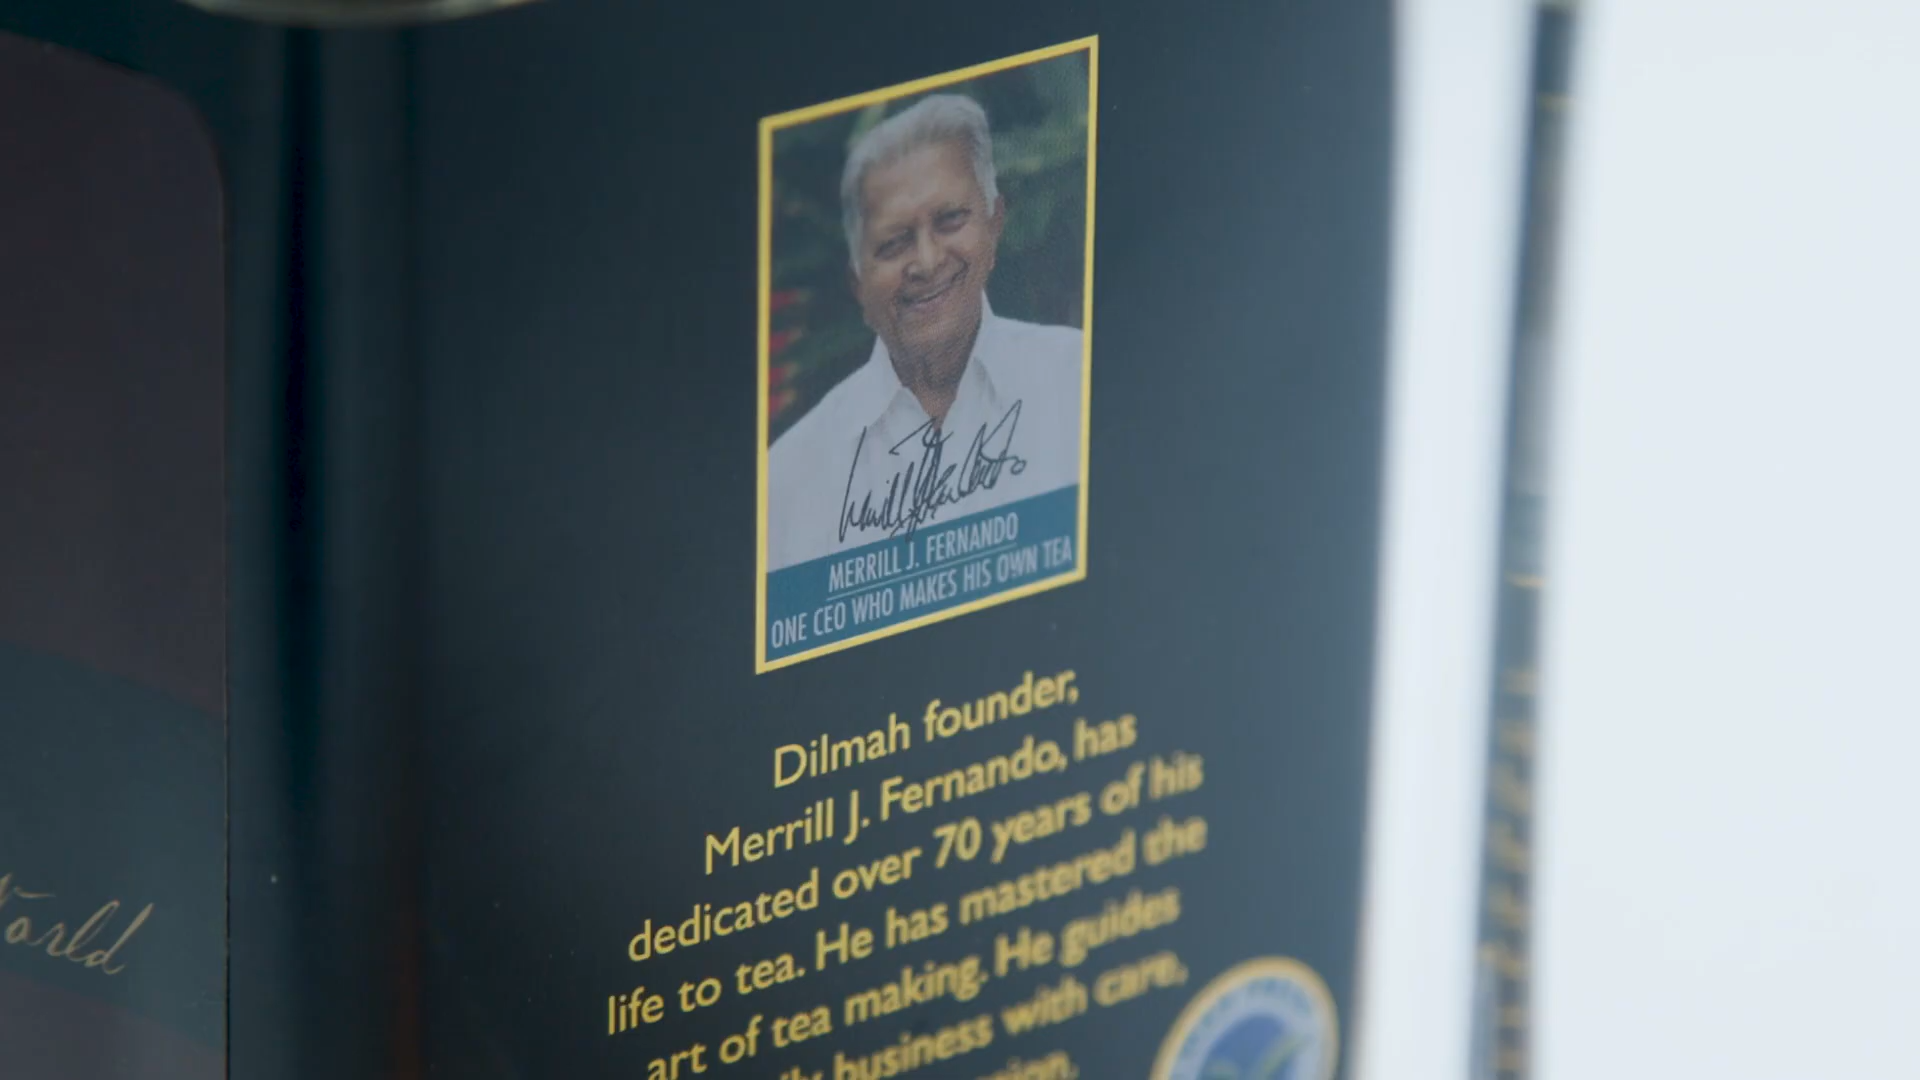 MERRILL J. FERNANDO
ONE CEO WHO MAKES HIS OWN TEA
Dilmah founder,
Merrill J. Fernando, has
dedicated over 70 years of his
life to tea. He has mastered the
art of tea making. He guides
business with care,
World